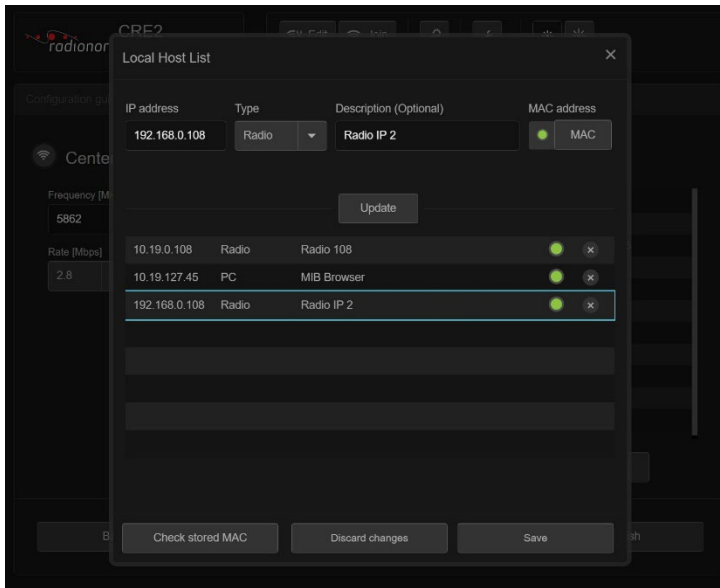 CRE2
radionor
Edit
Join
Local Host List
Configuration gui
IP address Type Description (Optional) MAC address
192.168.0.108 Radio Radio IP 2 MAC
Cente
Frequency [M
5862
Update
Rate [Mbps]
2.8
10.19.0.108 Radio Radio 108
10.19.127.45 PC MIB Browser
192.168.0.108 Radio Radio IP 2
B
Check stored MAC Discard changes Save
sh